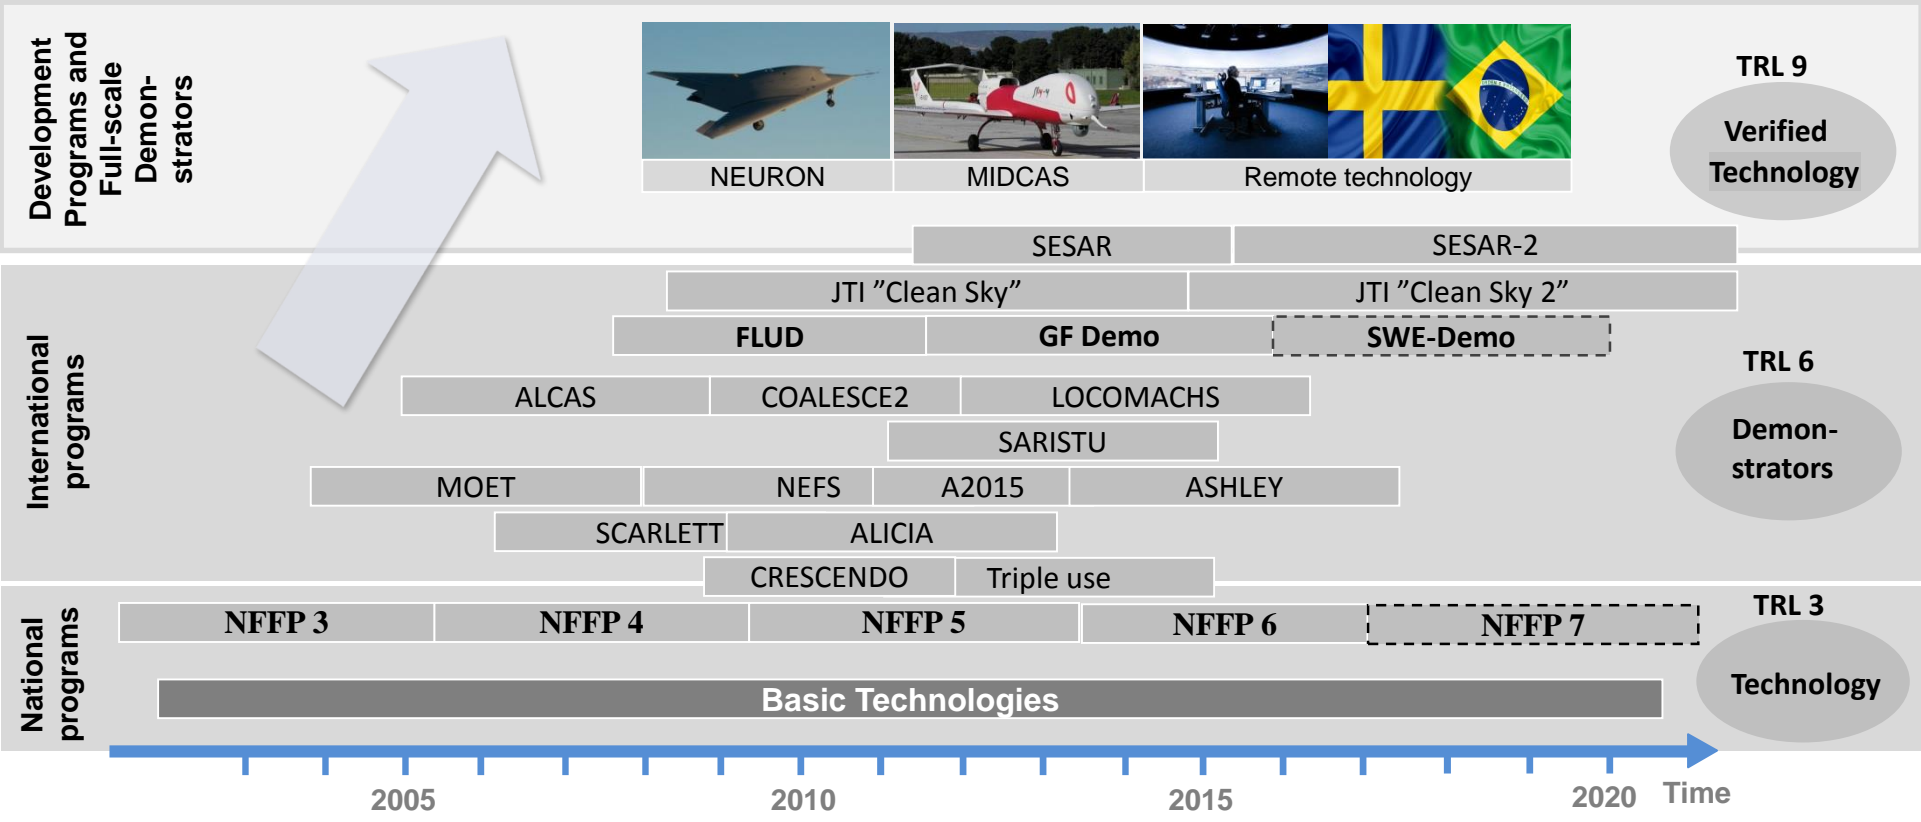 Development
Programs and
Full-scale
Demon-
strators
NEURON
MIDCAS
Remote technology
TRL 9
Verified
Technology
SESAR
SESAR-2
International
programs
JTI ”Clean Sky”
JTI ”Clean Sky 2”
FLUD
GF Demo
SWE-Demo
ALCAS
COALESCE2
LOCOMACHS
SARISTU
MOET
NEFS
A2015
ASHLEY
SCARLETT
ALICIA
CRESCENDO
Triple use
TRL 6
Demon-
strators
National
programs
NFFP 3
NFFP 4
NFFP 5
NFFP 6
NFFP 7
Basic Technologies
TRL 3
Technology
2005
2010
2015
2020
Time